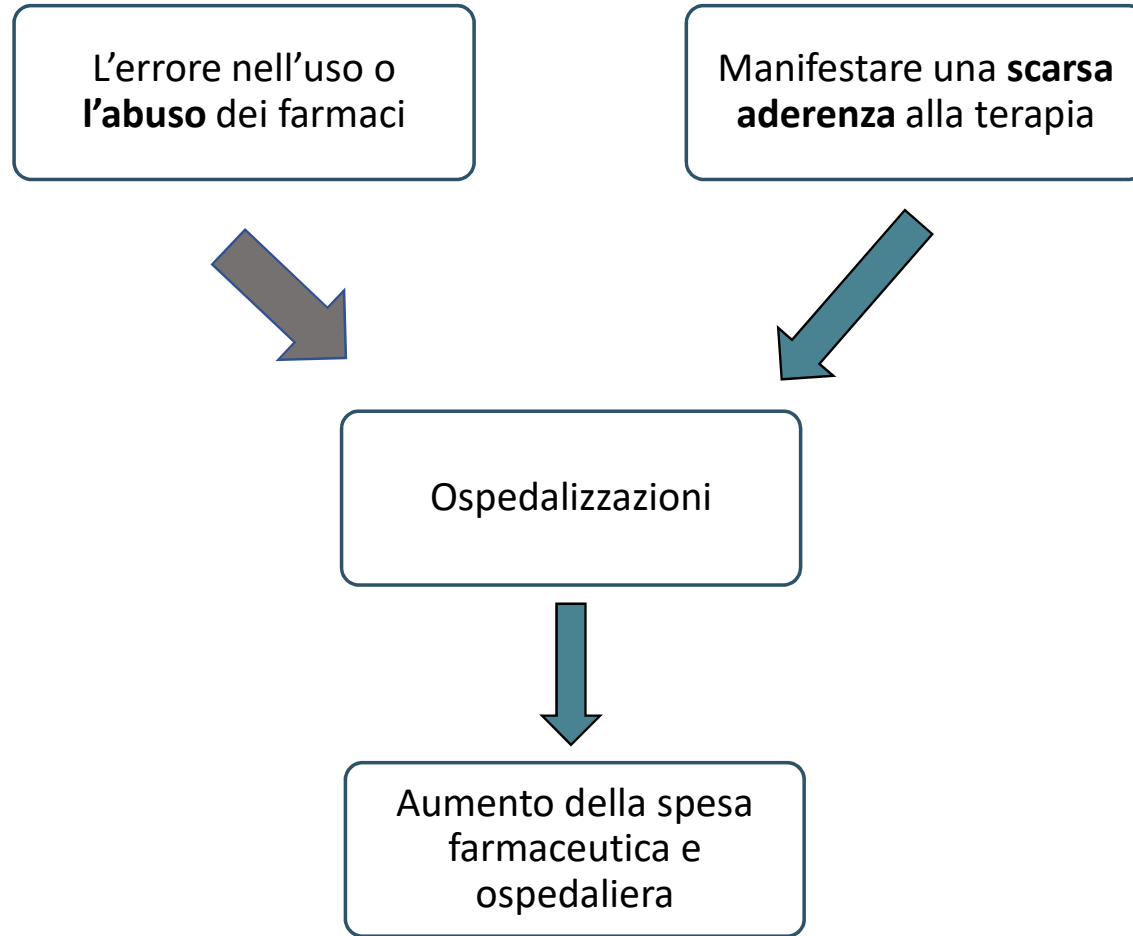 L’errore nell’uso o
l’abuso dei farmaci
Manifestare una scarsa
aderenza alla terapia
Ospedalizzazioni
Aumento della spesa
farmaceutica e
ospedaliera